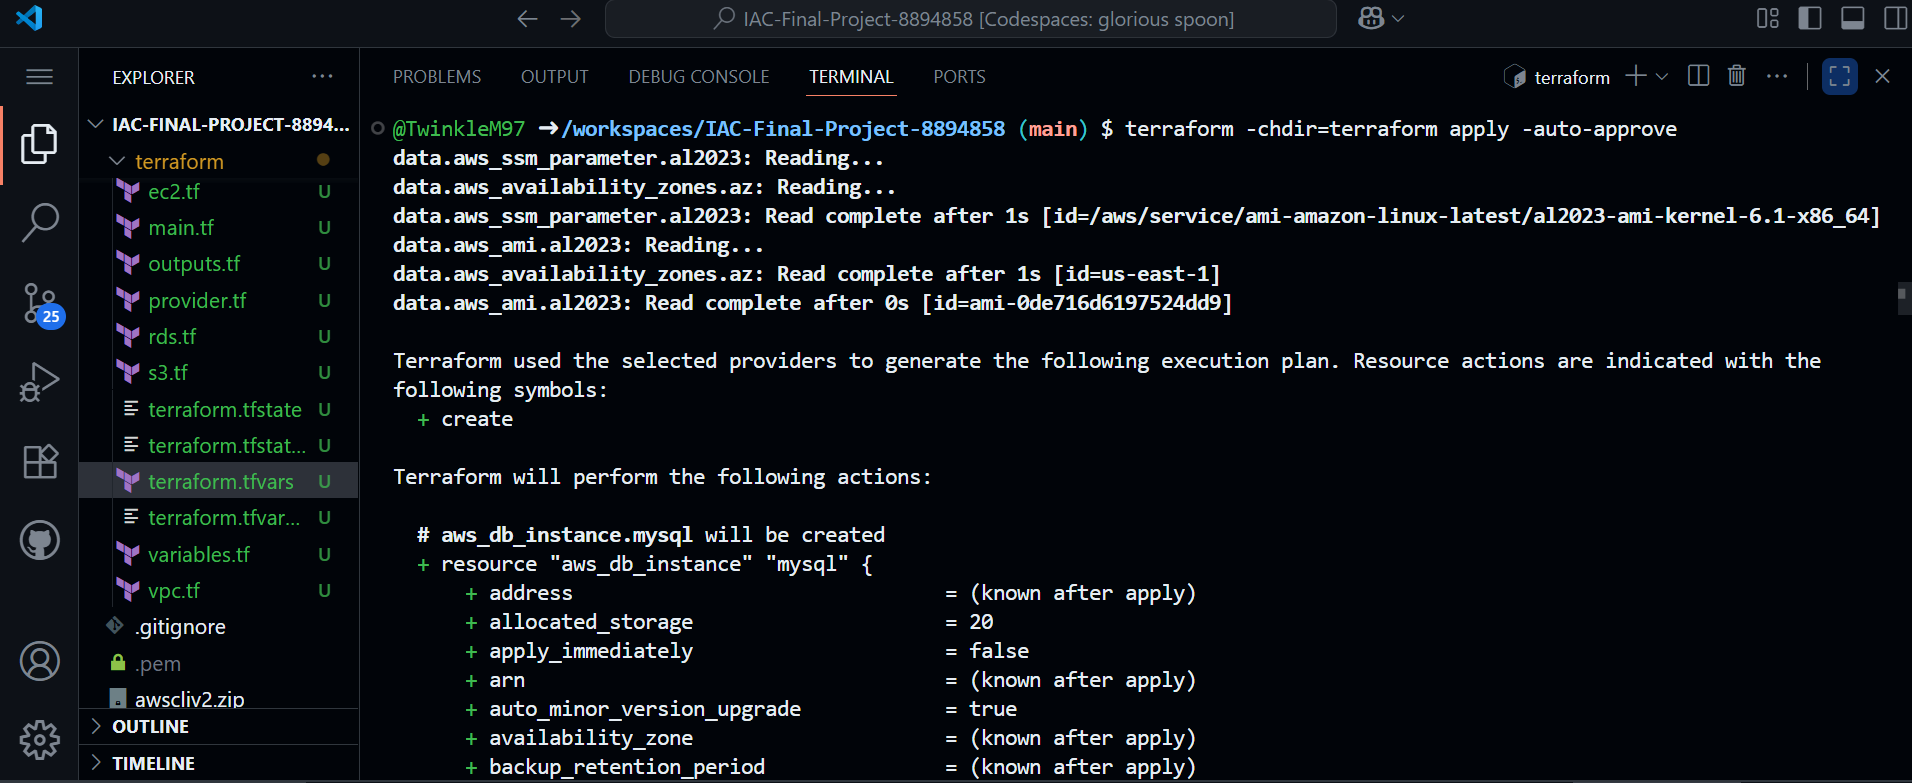 IAC-Final-Project-8894858 [Codespaces: glorious spoon]
EXPLORER
IAC-FINAL-PROJECT-8894...
terraform
ec2.tf U
main.tf U
outputs.tf U
provider.tf U
rds.tf U
s3.tf U
terraform.tfstate U
terraform.tfstat... U
terraform.tfvars U
terraform.tfvar... U
variables.tf U
vpc.tf U
.gitignore
.pem
awscliv2.zip
OUTLINE
TIMELINE
25
PROBLEMS OUTPUT DEBUG CONSOLE TERMINAL PORTS
terraform
@TwinkleM97 ➜/workspaces/IAC-Final-Project-8894858 (main) $ terraform -chdir=terraform apply -auto-approve
data.aws_ssm_parameter.al2023: Reading...
data.aws_availability_zones.az: Reading...
data.aws_ssm_parameter.al2023: Read complete after 1s [id=/aws/service/ami-amazon-linux-latest/al2023-ami-kernel-6.1-x86_64]
data.aws_ami.al2023: Reading...
data.aws_availability_zones.az: Read complete after 1s [id=us-east-1]
data.aws_ami.al2023: Read complete after 0s [id=ami-0de716d6197524dd9]
Terraform used the selected providers to generate the following execution plan. Resource actions are indicated with the
following symbols:
+ create
Terraform will perform the following actions:
# aws_db_instance.mysql will be created
+ resource "aws_db_instance" "mysql" {
+ address = (known after apply)
+ allocated_storage = 20
+ apply_immediately = false
+ arn = (known after apply)
+ auto_minor_version_upgrade = true
+ availability_zone = (known after apply)
+ backup_retention_period = (known after apply)